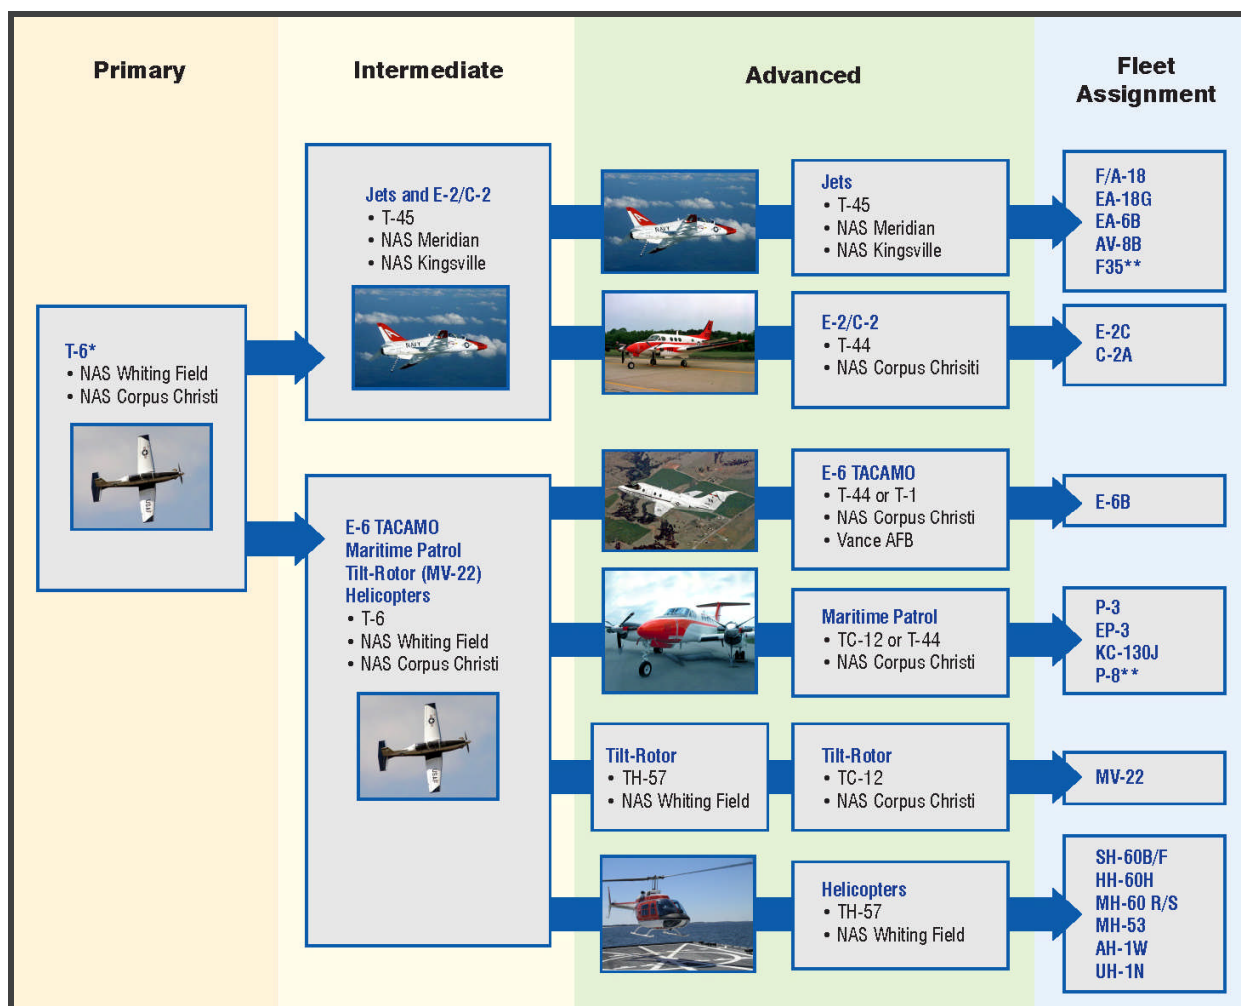 Primary
Intermediate
Advanced
Fleet
Assignment
T-6*
• NAS Whiting Field
• NAS Corpus Christi
Jets and E-2/C-2
• T-45
• NAS Meridian
• NAS Kingsville
E-6 TACAMO
Maritime Patrol
Tilt-Rotor (MV-22)
Helicopters
• T-6
• NAS Whiting Field
• NAS Corpus Christi
Jets
• T-45
• NAS Meridian
• NAS Kingsville
F/A-18
EA-18G
EA-6B
AV-8B
F35**
E-2/C-2
• T-44
• NAS Corpus Chrisiti
E-2C
C-2A
E-6 TACAMO
• T-44 or T-1
• NAS Corpus Christi
• Vance AFB
E-6B
Maritime Patrol
• TC-12 or T-44
• NAS Corpus Christi
P-3
EP-3
KC-130J
P-8**
Tilt-Rotor
• TH-57
• NAS Whiting Field
Tilt-Rotor
• TC-12
• NAS Corpus Christi
MV-22
Helicopters
• TH-57
• NAS Whiting Field
SH-60B/F
HH-60H
MH-60 R/S
MH-53
AH-1W
UH-1N